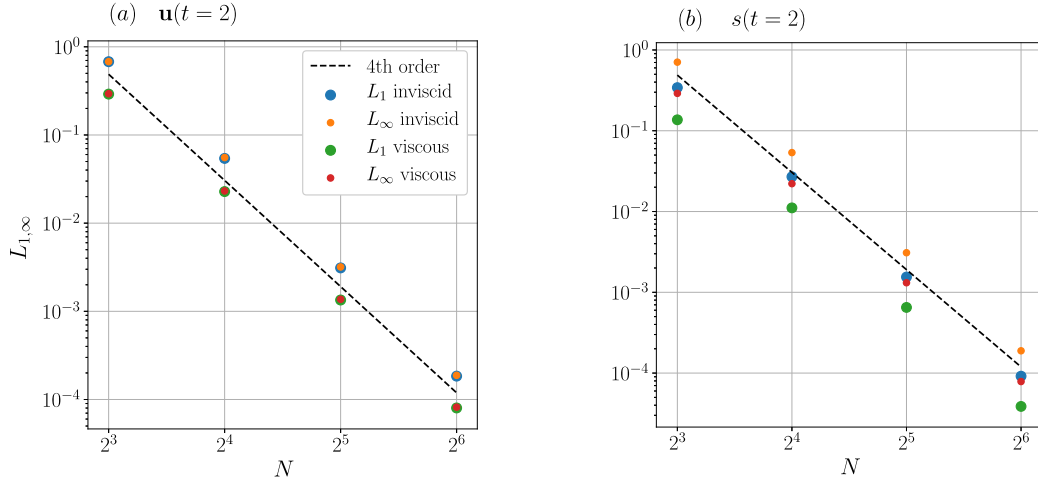 (a) u(t = 2)
10^0
10^{-1}
10^{-2}
10^{-3}
10^{-4}
L_{1,∞}
4th order
L_1 inviscid
L_∞ inviscid
L_1 viscous
L_∞ viscous
2^3 2^4 2^5 2^6
N
(b) s(t = 2)
10^0
10^{-1}
10^{-2}
10^{-3}
10^{-4}
2^3 2^4 2^5 2^6
N